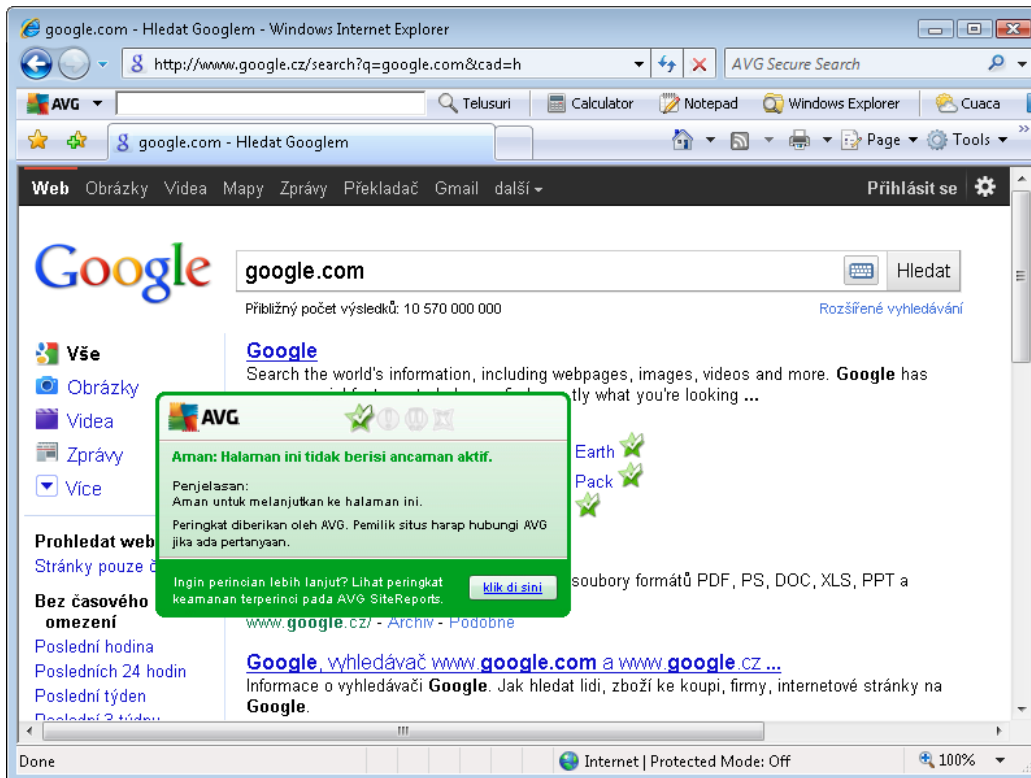 google.com - Hledat Googlem - Windows Internet Explorer
http://www.google.cz/search?q=google.com&cad=h
AVG Secure Search
AVG
Telusuri
Calculator
Notepad
Windows Explorer
Cuaca
google.com - Hledat Googlem
Page
Tools
Web Obrázky Videa Mapy Zprávy Překladač Gmail další
Přihlásit se
Google
google.com
Hledat
Přibližný počet výsledků: 10 570 000 000
Rozšířené vyhledávání
Vše
Obrázky
Videa
Zprávy
Více
Prohledat web
Stránky pouze
Bez časového
omezení
Poslední hodina
Posledních 24 hodin
Poslední týden
Poslední 3 týdny
Google
Search the world's information, including webpages, images, videos and more. Google has
tly what you're looking ...
Earth
Pack
AVG
Aman: Halaman ini tidak berisi ancaman aktif.
Penjelasan:
Aman untuk melanjutkan ke halaman ini.
Peringkat diberikan oleh AVG. Pemilik situs harap hubungi AVG
jika ada pertanyaan.
Ingin perincian lebih lanjut? Lihat peringkat
keamanan terperinci pada AVG SiteReports.
klik di sini
soubory formátů PDF, PS, DOC, XLS, PPT a
www.google.cz/ - Archiv - Podobné
Google, vyhledávač www.google.com a www.google.cz ...
Informace o vyhledávači Google. Jak hledat lidi, zboží ke koupi, firmy, internetové stránky na
Google.
Done
Internet | Protected Mode: Off
100%